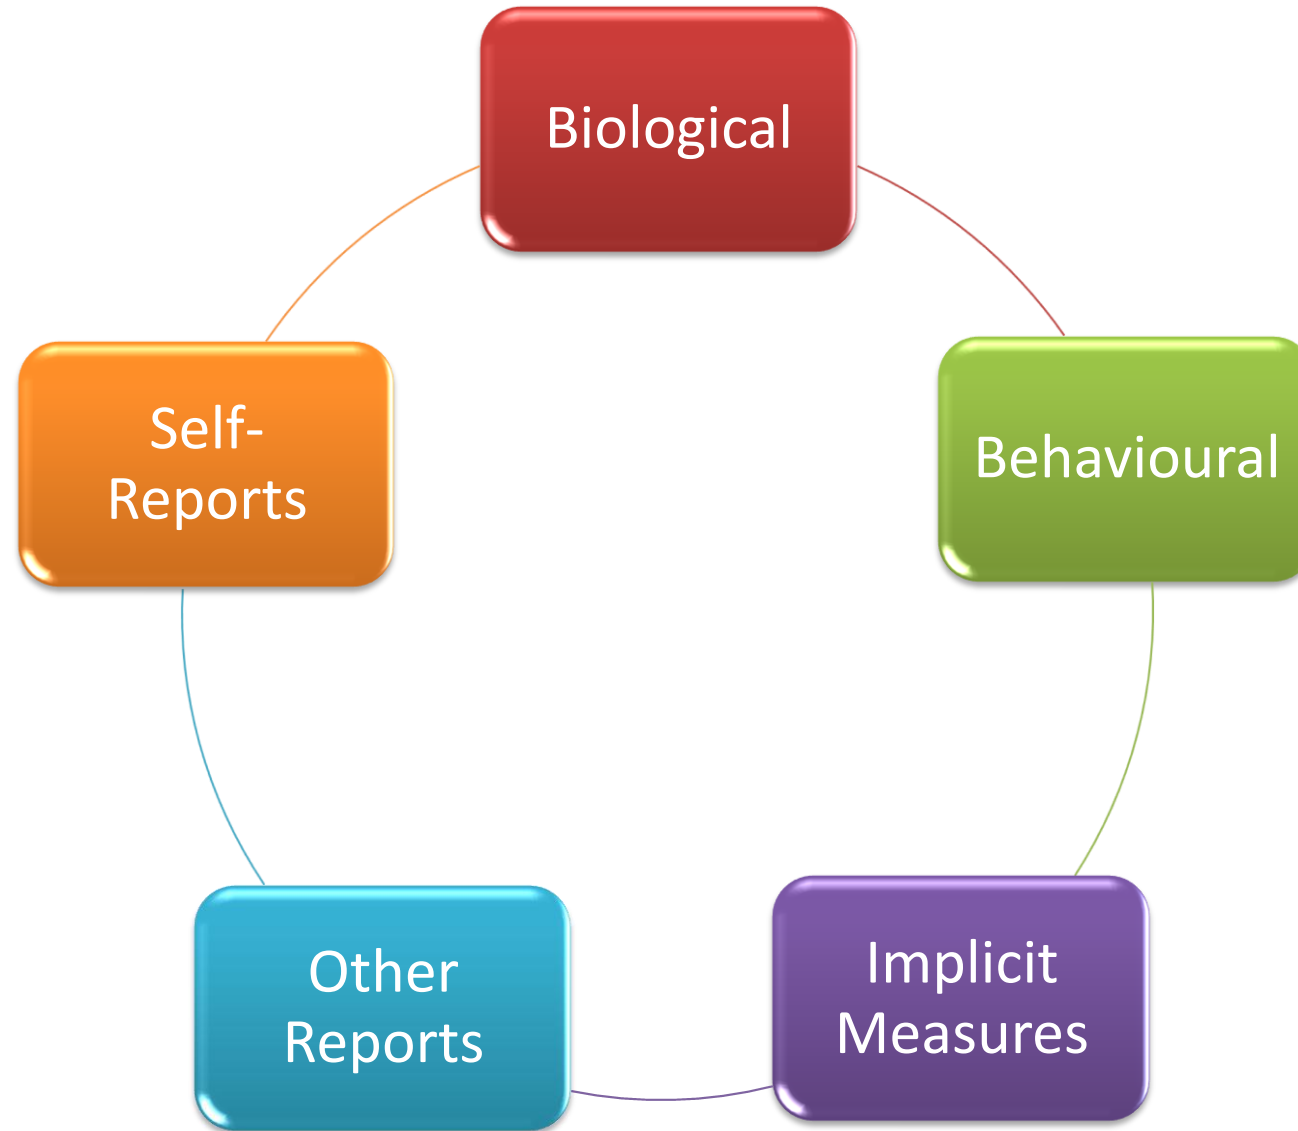 Biological
Behavioural
Implicit
Measures
Other
Reports
Self-
Reports